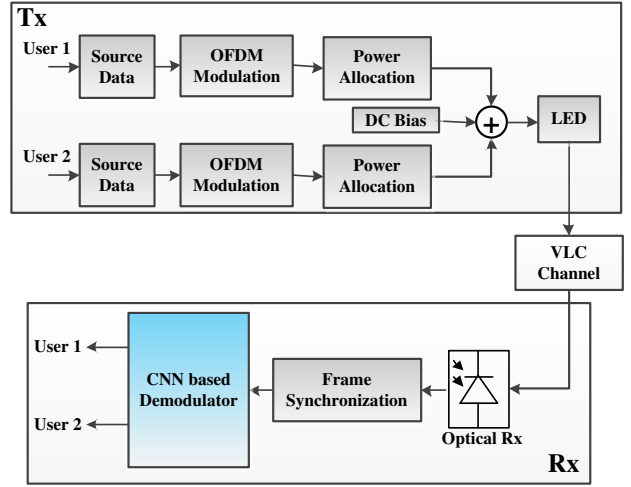 Tx
User 1
Source
Data
OFDM
Modulation
Power
Allocation
DC Bias
+
LED
User 2
Source
Data
OFDM
Modulation
Power
Allocation
VLC
Channel
User 1
User 2
CNN based
Demodulator
Frame
Synchronization
Optical Rx
Rx